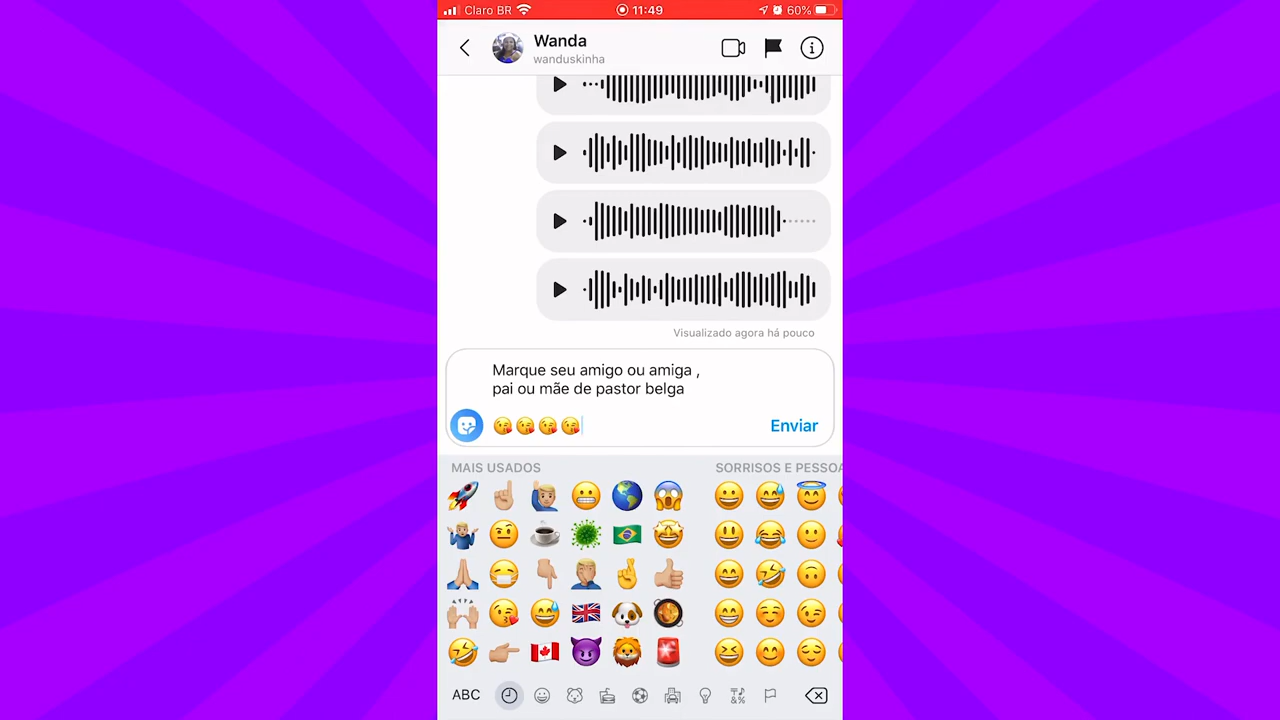 Claro BR
11:49
60%
Wanda
wanduskinha
Visualizado agora há pouco
Marque seu amigo ou amiga ,
pai ou mãe de pastor belga
Enviar
MAIS USADOS
SORRISOS E PESSOA
ABC